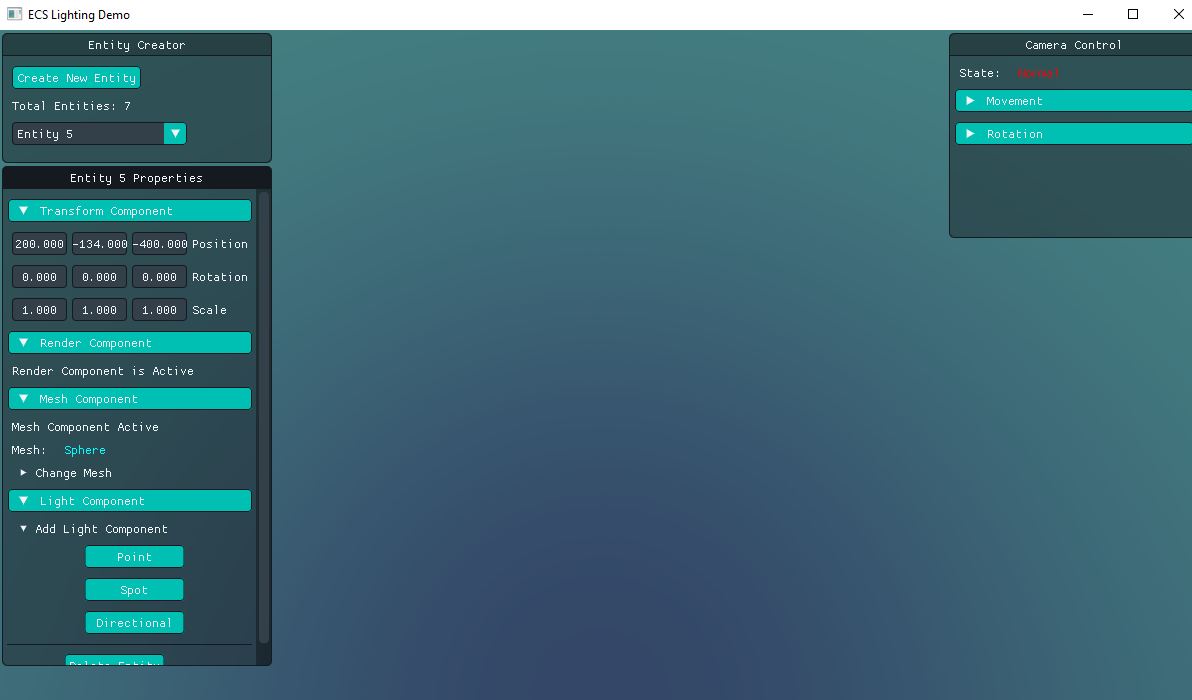 ECS Lighting Demo
Entity Creator
Create New Entity
Total Entities: 7
Entity 5
Entity 5 Properties
Transform Component
200.000 -134.000 -400.000 Position
0.000 0.000 0.000 Rotation
1.000 1.000 1.000 Scale
Render Component
Render Component is Active
Mesh Component
Mesh Component Active
Mesh: Sphere
Change Mesh
Light Component
Add Light Component
Point
Spot
Directional
Delete Entity
Camera Control
State: Normal
Movement
Rotation